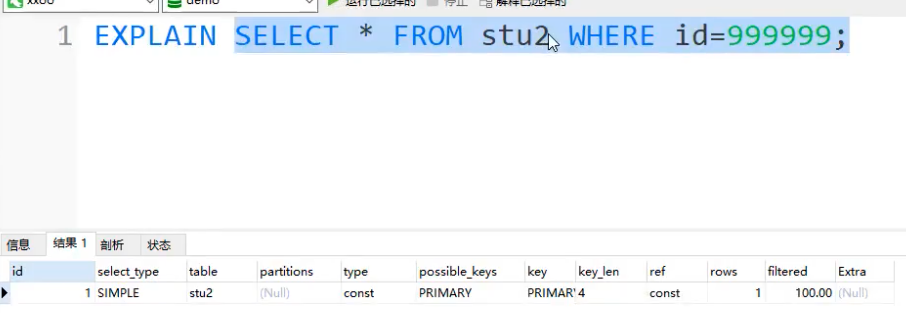 xx00 demo 运行已选择的 停止 解释已选择的
1 EXPLAIN SELECT * FROM stu2 WHERE id=999999;
信息 结果 1 剖析 状态
id select_type table partitions type possible_keys key key_len ref rows filtered Extra
1 SIMPLE stu2 (Null) const PRIMARY PRIMAR' 4 const 1 100.00 (Null)